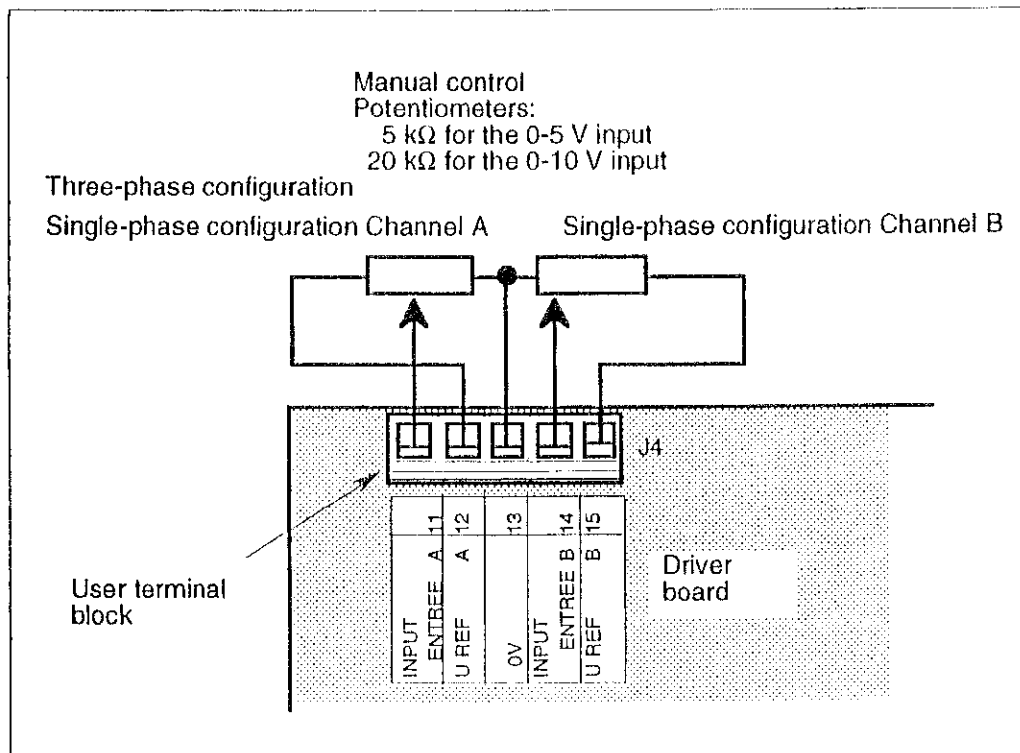 Manual control
Potentiometers:
5 kΩ for the 0-5 V input
20 kΩ for the 0-10 V input
Three-phase configuration
Single-phase configuration Channel A
Single-phase configuration Channel B
J4
INPUT
ENTREE A 11
U REF A 12
0V 13
INPUT
ENTREE B 14
U REF B 15
User terminal
block
Driver
board